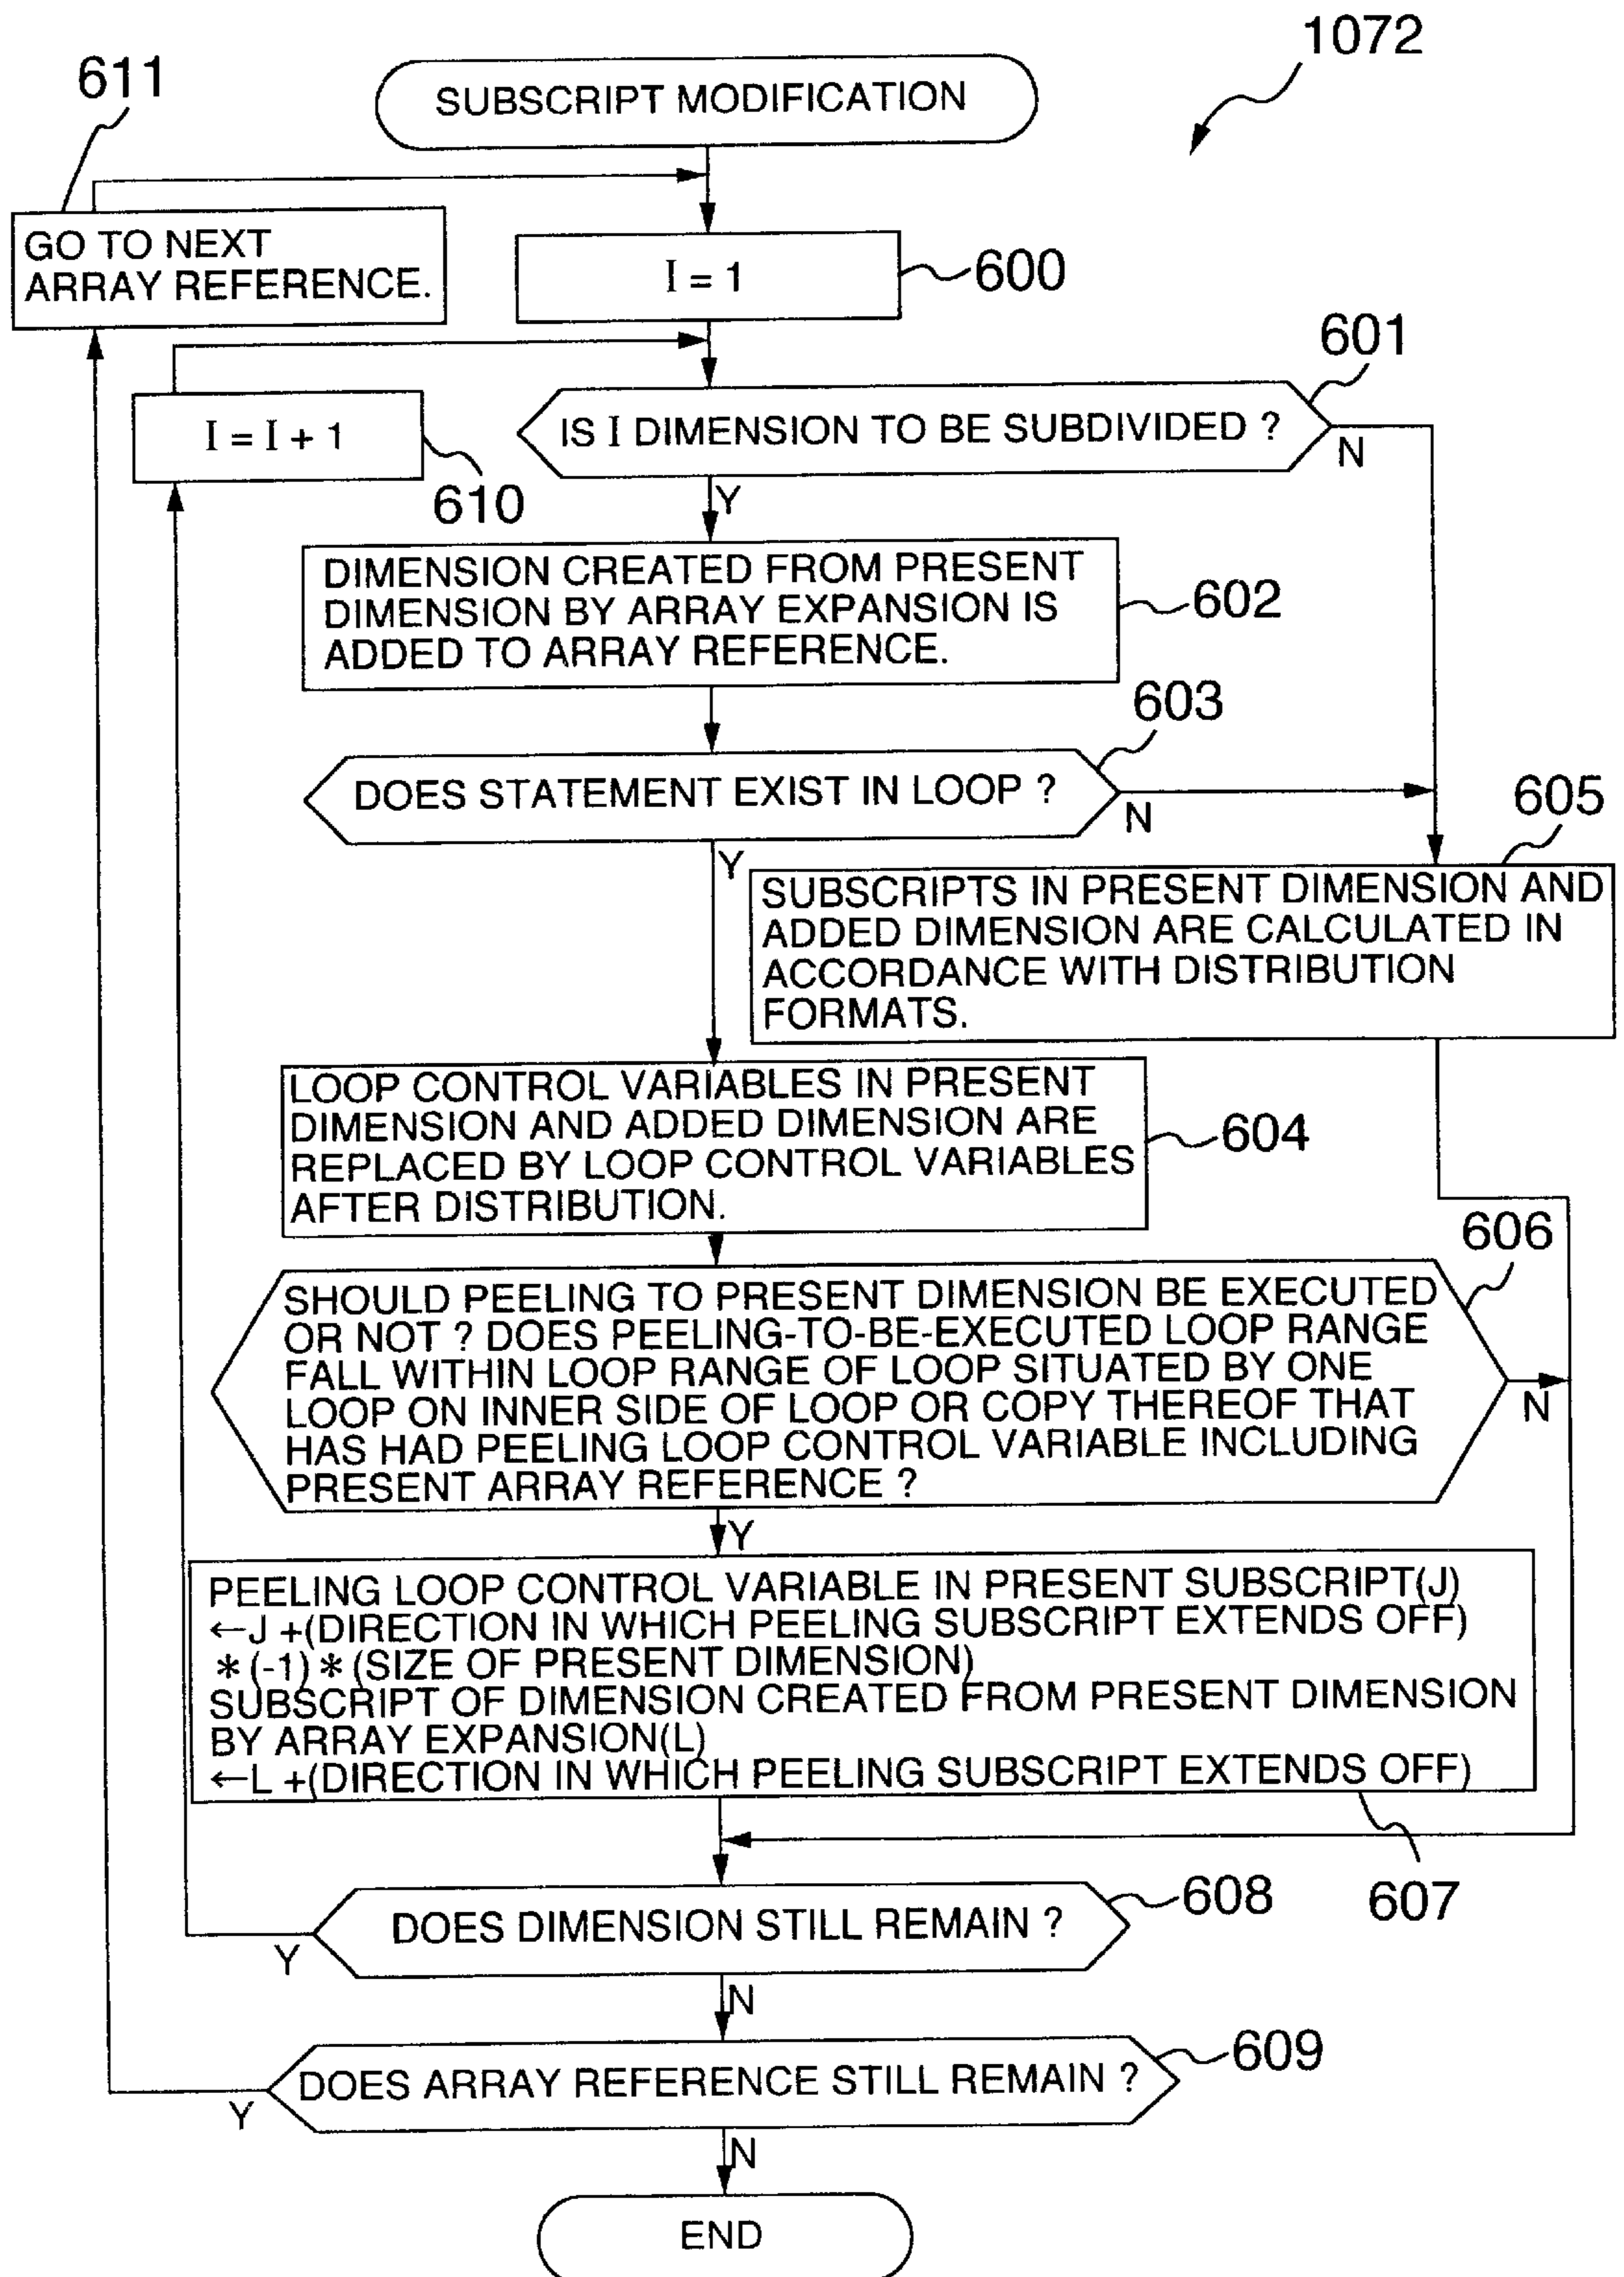 1072
611
SUBSCRIPT MODIFICATION
GO TO NEXT
ARRAY REFERENCE.
I = 1
600
601
I = I + 1
610
IS I DIMENSION TO BE SUBDIVIDED ?
N
Y
DIMENSION CREATED FROM PRESENT
DIMENSION BY ARRAY EXPANSION IS
ADDED TO ARRAY REFERENCE.
602
603
DOES STATEMENT EXIST IN LOOP ?
N
Y
605
SUBSCRIPTS IN PRESENT DIMENSION AND
ADDED DIMENSION ARE CALCULATED IN
ACCORDANCE WITH DISTRIBUTION
FORMATS.
LOOP CONTROL VARIABLES IN PRESENT
DIMENSION AND ADDED DIMENSION ARE
REPLACED BY LOOP CONTROL VARIABLES
AFTER DISTRIBUTION.
604
606
SHOULD PEELING TO PRESENT DIMENSION BE EXECUTED
OR NOT ? DOES PEELING-TO-BE-EXECUTED LOOP RANGE
FALL WITHIN LOOP RANGE OF LOOP SITUATED BY ONE
LOOP ON INNER SIDE OF LOOP OR COPY THEREOF THAT
HAS HAD PEELING LOOP CONTROL VARIABLE INCLUDING
PRESENT ARRAY REFERENCE ?
N
Y
PEELING LOOP CONTROL VARIABLE IN PRESENT SUBSCRIPT(J)
←J +(DIRECTION IN WHICH PEELING SUBSCRIPT EXTENDS OFF)
*(-1)*(SIZE OF PRESENT DIMENSION)
SUBSCRIPT OF DIMENSION CREATED FROM PRESENT DIMENSION
BY ARRAY EXPANSION(L)
←L +(DIRECTION IN WHICH PEELING SUBSCRIPT EXTENDS OFF)
607
DOES DIMENSION STILL REMAIN ?
608
Y
N
DOES ARRAY REFERENCE STILL REMAIN ?
609
Y
N
END